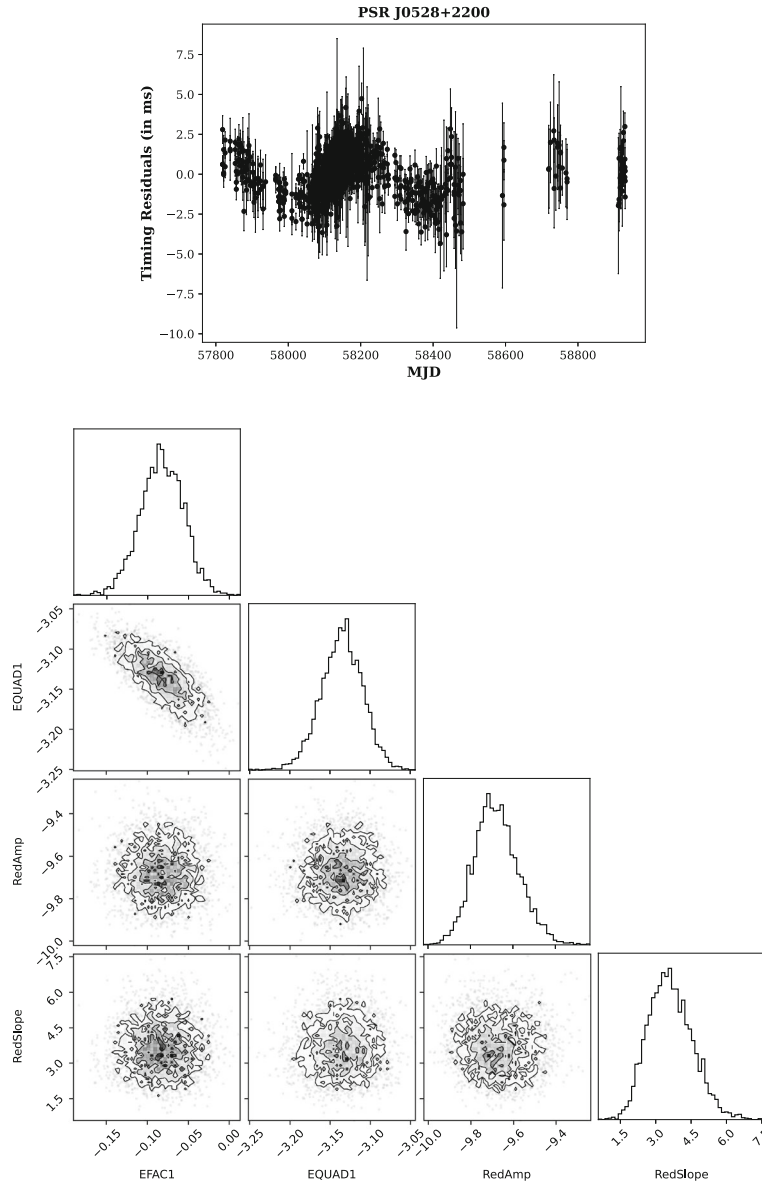 PSR J0528+2200
7.5
5.0
2.5
0.0
−2.5
−5.0
−7.5
−10.0
Timing Residuals (in ms)
57800 58000 58200 58400 58600 58800
MJD
−3.05
−3.10
−3.15
−3.20
−3.25
EQUAD1
−9.4
−9.6
−9.8
−10.0
RedAmp
7.5
6.0
4.5
3.0
1.5
RedSlope
−0.15 −0.10 −0.05 0.00
−3.25 −3.20 −3.15 −3.10 −3.05
−10.0 −9.8 −9.6 −9.4
1.5 3.0 4.5 6.0
EFAC1 EQUAD1 RedAmp RedSlope